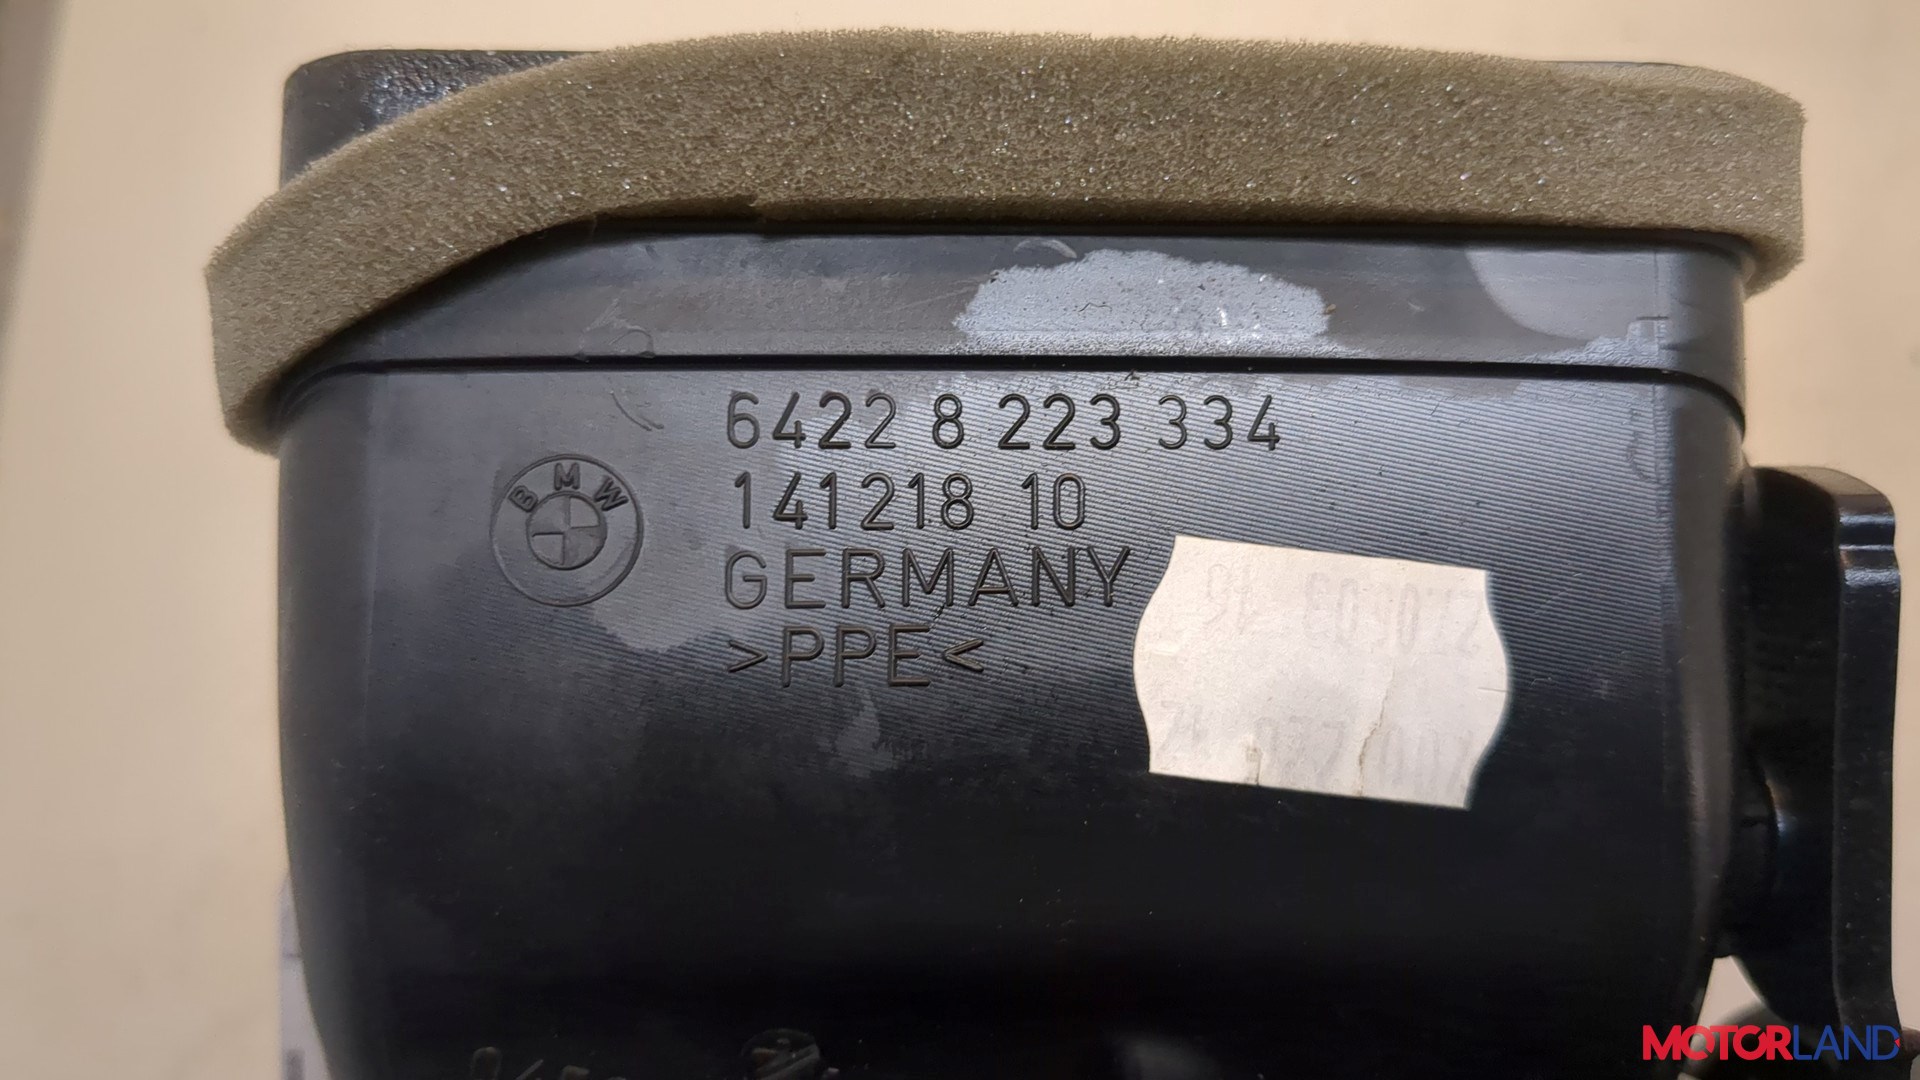 6422 8 223 334
141218 10
BMW
GERMANY
>PPE<
MOTORLAND